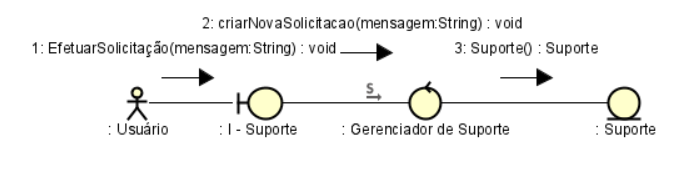 2: criarNovaSolicitacao(mensagem:String) : void
1: EfetuarSolicitação(mensagem:String) : void
3: Suporte() : Suporte
S
: Usuário
: I - Suporte
: Gerenciador de Suporte
: Suporte